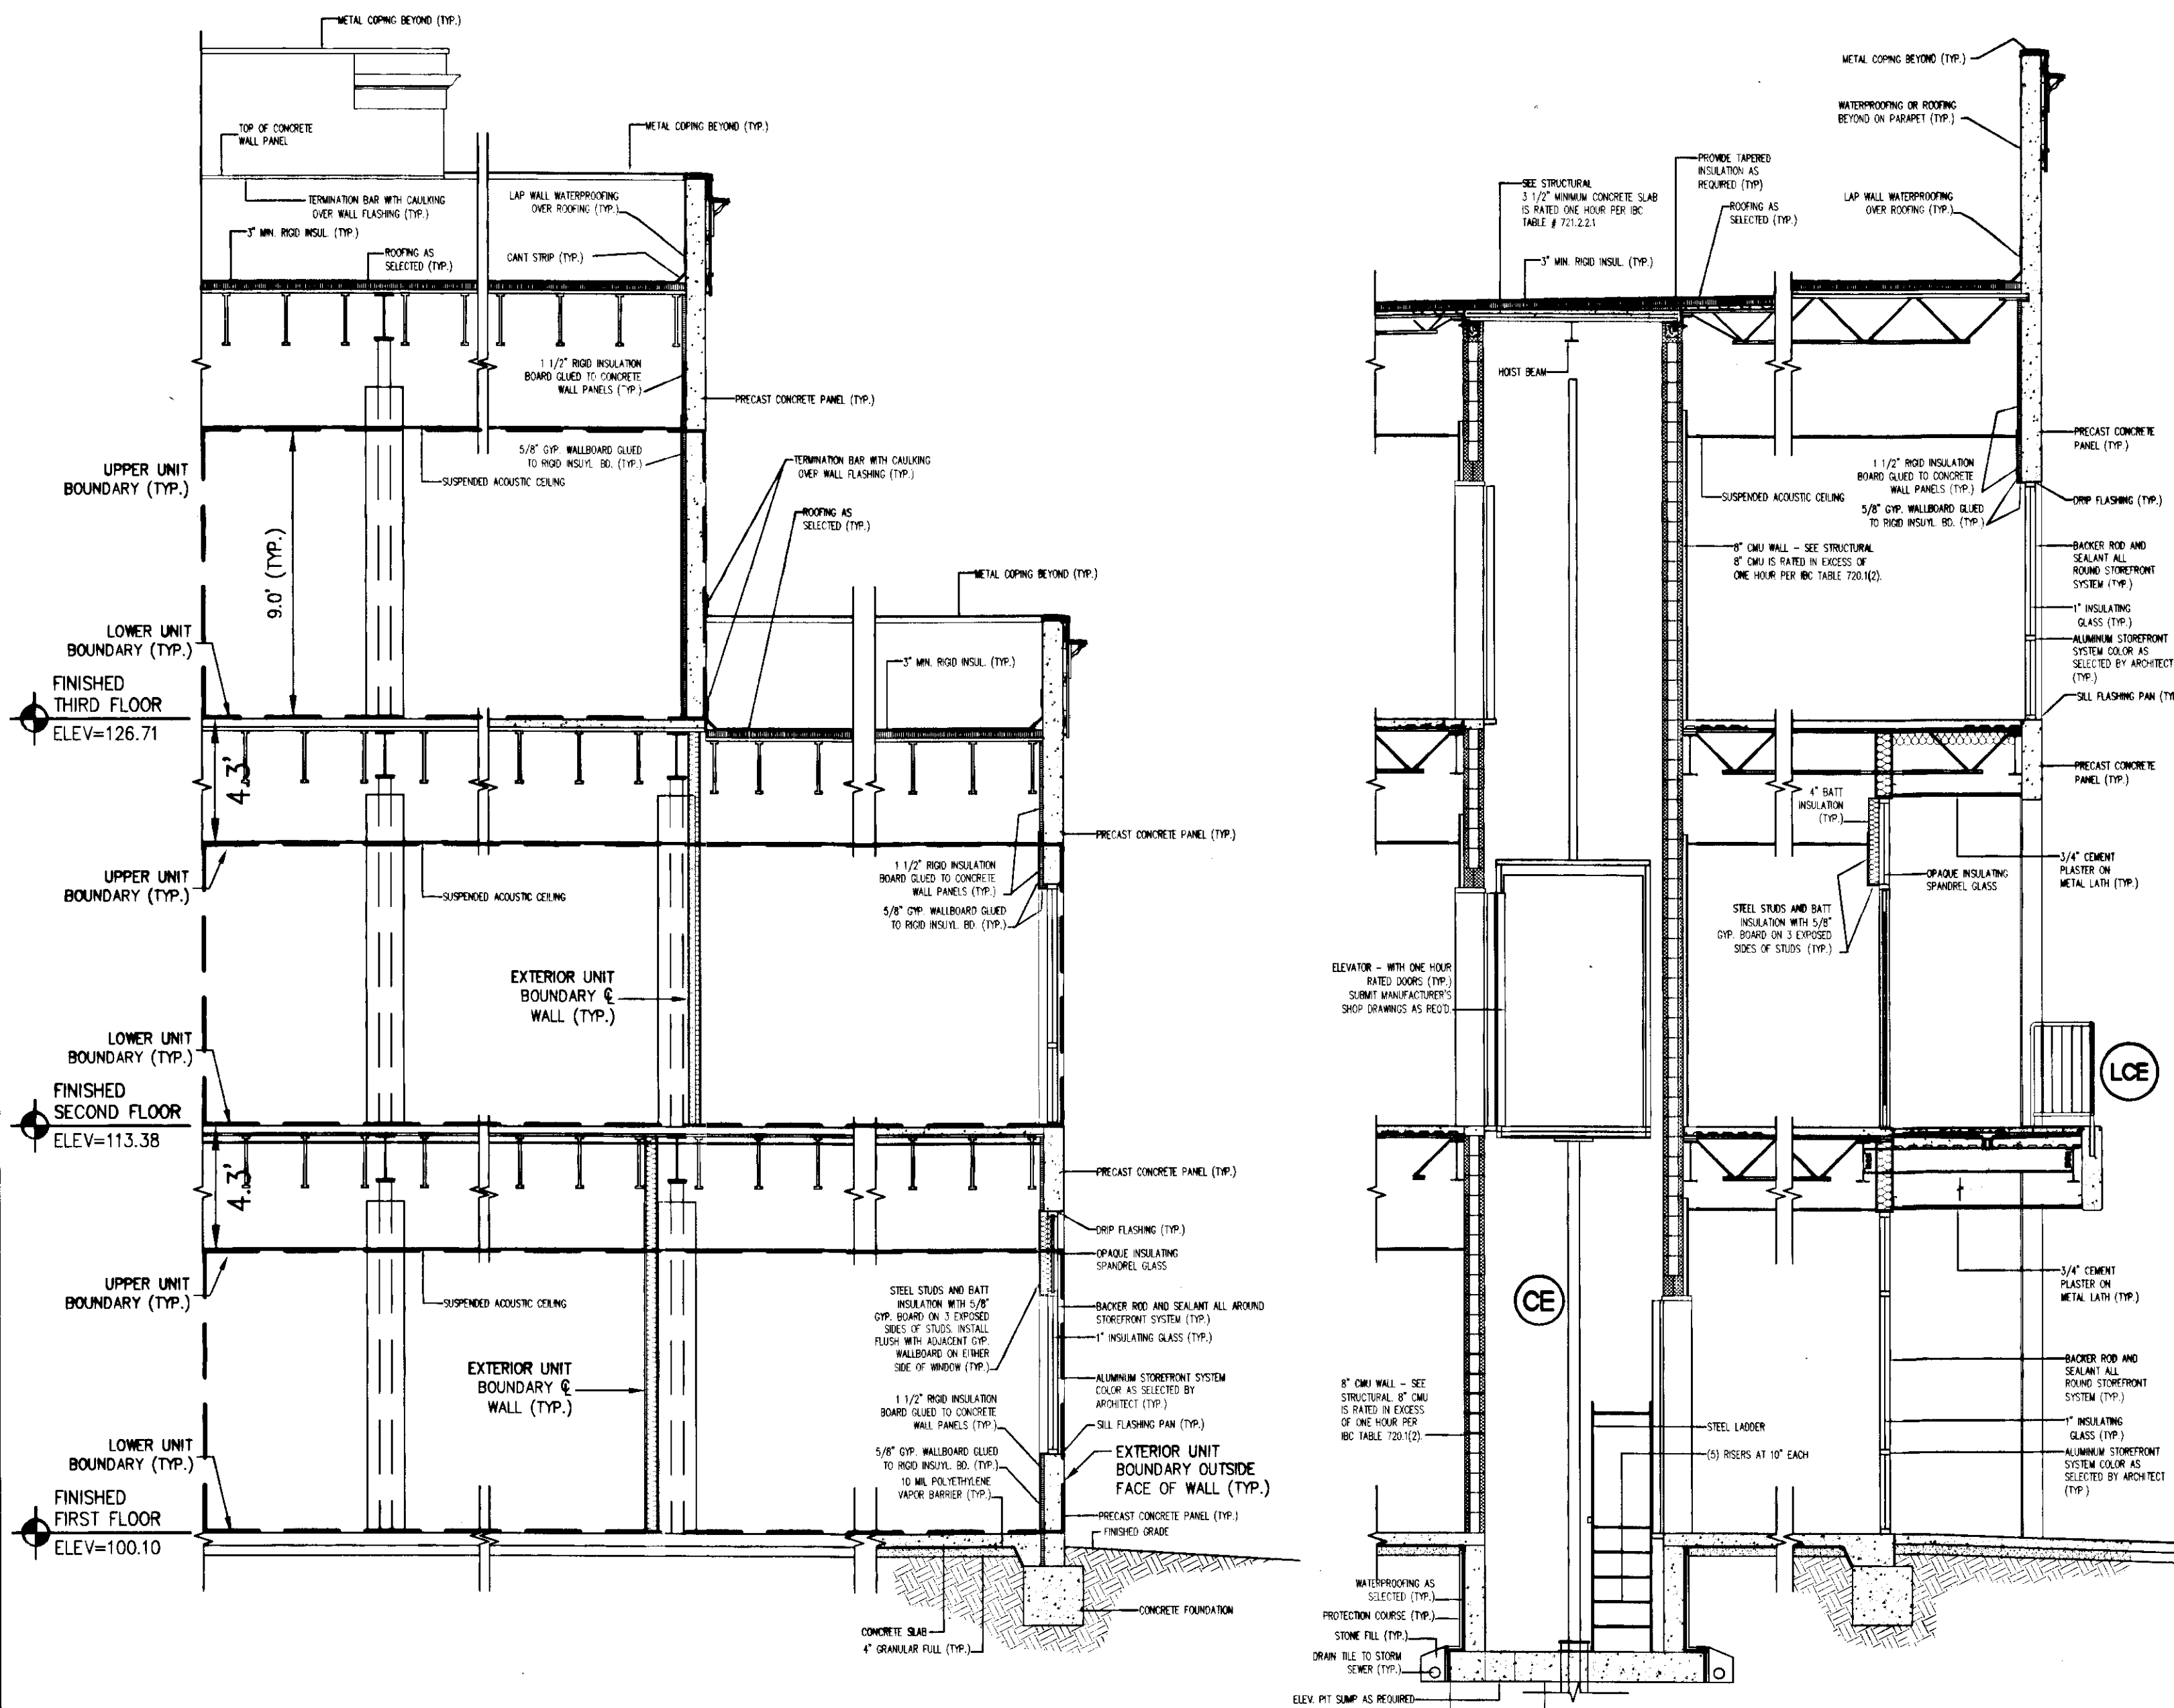 METAL COPING BEYOND (TYP.)
TOP OF CONCRETE
WALL PANEL
METAL COPING BEYOND (TYP.)
TERMINATION BAR WITH CAULKING
OVER WALL FLASHING (TYP.)
LAP WALL WATERPROOFING
OVER ROOFING (TYP.)
3" MIN. RIGID INSUL. (TYP.)
ROOFING AS
SELECTED (TYP.)
CANT STRIP (TYP.)
1 1/2" RIGID INSULATION
BOARD GLUED TO CONCRETE
WALL PANELS (TYP.)
PRECAST CONCRETE PANEL (TYP.)
5/8" GYP. WALLBOARD GLUED
TO RIGID INSUYL. BD. (TYP.)
UPPER UNIT
BOUNDARY (TYP.)
SUSPENDED ACOUSTIC CEILING
TERMINATION BAR WITH CAULKING
OVER WALL FLASHING (TYP.)
ROOFING AS
SELECTED (TYP.)
9.0' (TYP.)
METAL COPING BEYOND (TYP.)
LOWER UNIT
BOUNDARY (TYP.)
3" MIN. RIGID INSUL. (TYP.)
FINISHED
THIRD FLOOR
ELEV=126.71
4.3'
PRECAST CONCRETE PANEL (TYP.)
1 1/2" RIGID INSULATION
BOARD GLUED TO CONCRETE
WALL PANELS (TYP.)
UPPER UNIT
BOUNDARY (TYP.)
SUSPENDED ACOUSTIC CEILING
5/8" GYP. WALLBOARD GLUED
TO RIGID INSUYL. BD. (TYP.)
EXTERIOR UNIT
BOUNDARY ℄
WALL (TYP.)
LOWER UNIT
BOUNDARY (TYP.)
FINISHED
SECOND FLOOR
ELEV=113.38
4.3'
PRECAST CONCRETE PANEL (TYP.)
DRIP FLASHING (TYP.)
OPAQUE INSULATING
SPANDREL GLASS
UPPER UNIT
BOUNDARY (TYP.)
SUSPENDED ACOUSTIC CEILING
STEEL STUDS AND BATT
INSULATION WITH 5/8"
GYP. BOARD ON 3 EXPOSED
SIDES OF STUDS. INSTALL
FLUSH WITH ADJACENT GYP.
WALLBOARD ON EITHER
SIDE OF WINDOW (TYP.)
BACKER ROD AND SEALANT ALL AROUND
STOREFRONT SYSTEM (TYP.)
1" INSULATING GLASS (TYP.)
EXTERIOR UNIT
BOUNDARY ℄
WALL (TYP.)
ALUMINUM STOREFRONT SYSTEM
COLOR AS SELECTED BY
ARCHITECT (TYP.)
1 1/2" RIGID INSULATION
BOARD GLUED TO CONCRETE
WALL PANELS (TYP.)
SILL FLASHING PAN (TYP.)
LOWER UNIT
BOUNDARY (TYP.)
5/8" GYP. WALLBOARD GLUED
TO RIGID INSUYL. BD. (TYP.)
EXTERIOR UNIT
BOUNDARY OUTSIDE
FACE OF WALL (TYP.)
10 MIL POLYETHYLENE
VAPOR BARRIER (TYP.)
FINISHED
FIRST FLOOR
ELEV=100.10
PRECAST CONCRETE PANEL (TYP.)
FINISHED GRADE
CONCRETE FOUNDATION
CONCRETE SLAB
4" GRANULAR FULL (TYP.)
METAL COPING BEYOND (TYP.)
WATERPROOFING OR ROOFING
BEYOND ON PARAPET (TYP.)
PROVIDE TAPERED
INSULATION AS
REQUIRED (TYP)
SEE STRUCTURAL
3 1/2" MINIMUM CONCRETE SLAB
IS RATED ONE HOUR PER IBC
TABLE # 721.2.2.1
ROOFING AS
SELECTED (TYP.)
LAP WALL WATERPROOFING
OVER ROOFING (TYP.)
3" MIN. RIGID INSUL. (TYP.)
HOIST BEAM
PRECAST CONCRETE
PANEL (TYP.)
1 1/2" RIGID INSULATION
BOARD GLUED TO CONCRETE
WALL PANELS (TYP.)
SUSPENDED ACOUSTIC CEILING
DRIP FLASHING (TYP.)
5/8" GYP. WALLBOARD GLUED
TO RIGID INSUYL. BD. (TYP.)
8" CMU WALL – SEE STRUCTURAL
8" CMU IS RATED IN EXCESS OF
ONE HOUR PER IBC TABLE 720.1(2).
BACKER ROD AND
SEALANT ALL
ROUND STOREFRONT
SYSTEM (TYP.)
1" INSULATING
GLASS (TYP.)
ALUMINUM STOREFRONT
SYSTEM COLOR AS
SELECTED BY ARCHITECT
(TYP.)
SILL FLASHING PAN (TY
PRECAST CONCRETE
PANEL (TYP.)
4" BATT
INSULATION
(TYP.)
3/4" CEMENT
PLASTER ON
METAL LATH (TYP.)
OPAQUE INSULATING
SPANDREL GLASS
STEEL STUDS AND BATT
INSULATION WITH 5/8"
GYP. BOARD ON 3 EXPOSED
SIDES OF STUDS (TYP.)
ELEVATOR – WITH ONE HOUR
RATED DOORS (TYP.)
SUBMIT MANUFACTURER'S
SHOP DRAWINGS AS REQ'D.
LCE
CE
3/4" CEMENT
PLASTER ON
METAL LATH (TYP.)
8" CMU WALL – SEE
STRUCTURAL. 8" CMU
IS RATED IN EXCESS
OF ONE HOUR PER
IBC TABLE 720.1(2).
BACKER ROD AND
SEALANT ALL
ROUND STOREFRONT
SYSTEM (TYP.)
STEEL LADDER
(5) RISERS AT 10" EACH
1" INSULATING
GLASS (TYP.)
ALUMINUM STOREFRONT
SYSTEM COLOR AS
SELECTED BY ARCHITECT
(TYP.)
WATERPROOFING AS
SELECTED (TYP.)
PROTECTION COURSE (TYP.)
STONE FILL (TYP.)
DRAIN TILE TO STORM
SEWER (TYP.)
ELEV. PIT SUMP AS REQUIRED